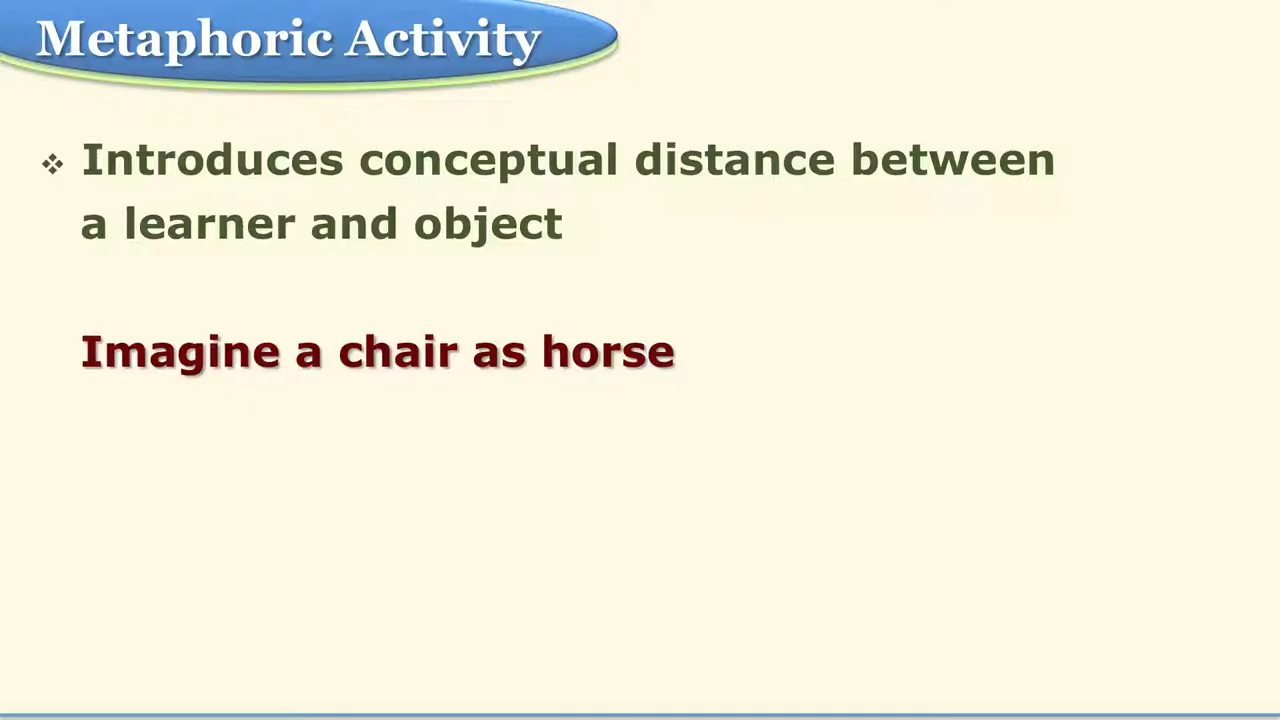 Metaphoric Activity
❖ Introduces conceptual distance between
a learner and object
Imagine a chair as horse